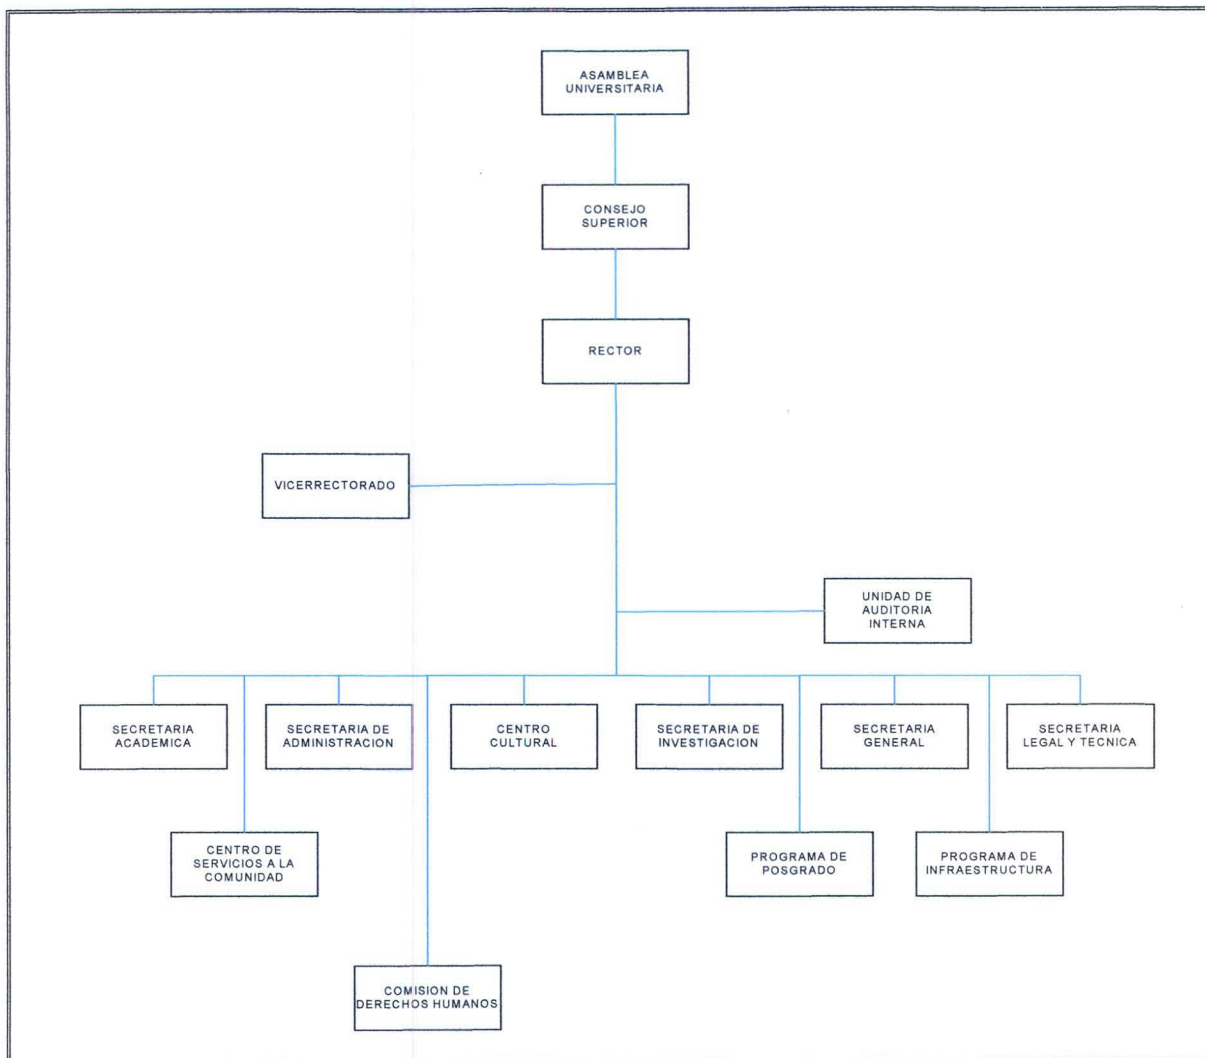 ASAMBLEA
UNIVERSITARIA
CONSEJO
SUPERIOR
RECTOR
VICERRECTORADO
UNIDAD DE
AUDITORIA
INTERNA
SECRETARIA
ACADEMICA
SECRETARIA DE
ADMINISTRACION
CENTRO
CULTURAL
SECRETARIA DE
INVESTIGACION
SECRETARIA
GENERAL
SECRETARIA
LEGAL Y TECNICA
CENTRO DE
SERVICIOS A LA
COMUNIDAD
PROGRAMA DE
POSGRADO
PROGRAMA DE
INFRAESTRUCTURA
COMISION DE
DERECHOS HUMANOS